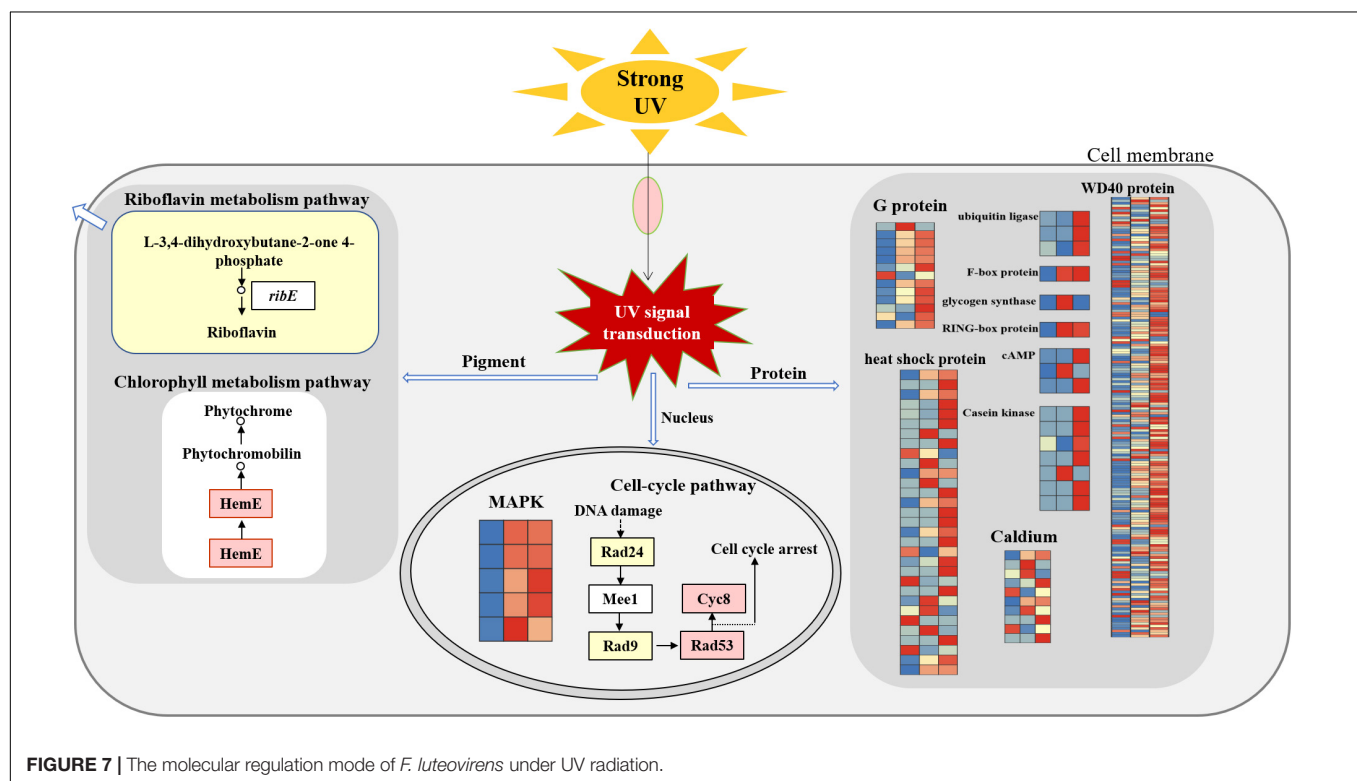 Strong
UV
Cell membrane
Riboflavin metabolism pathway
L-3,4-dihydroxybutane-2-one 4-
phosphate
ribE
Riboflavin
Chlorophyll metabolism pathway
Phytochrome
Phytochromobilin
HemE
HemE
UV signal
transduction
Pigment
Protein
Nucleus
MAPK
Cell-cycle pathway
DNA damage
Rad24
Mee1
Rad9
Rad53
Cyc8
Cell cycle arrest
G protein
heat shock protein
ubiquitin ligase
F-box protein
glycogen synthase
RING-box protein
cAMP
Casein kinase
Caldium
WD40 protein
FIGURE 7 | The molecular regulation mode of F. luteovirens under UV radiation.